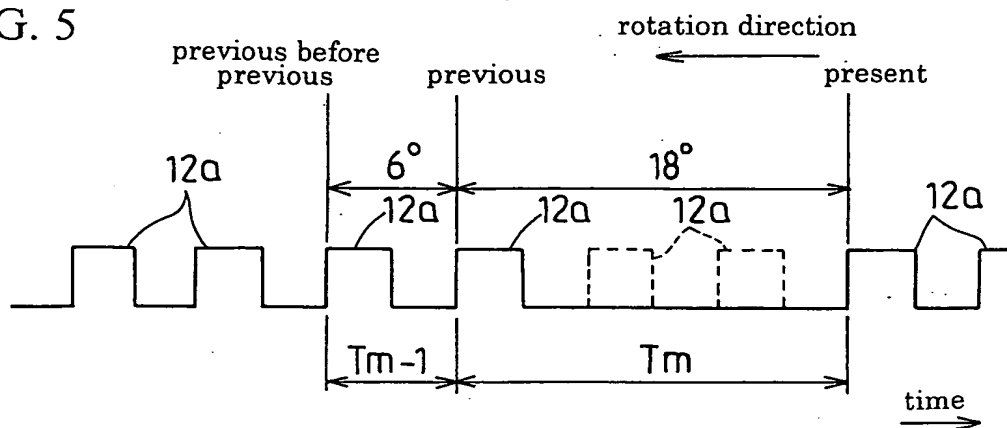 G. 5
rotation direction
previous before
previous
previous
present
6°
18°
12a
12a
12a
12a
12a
Tm-1
Tm
time